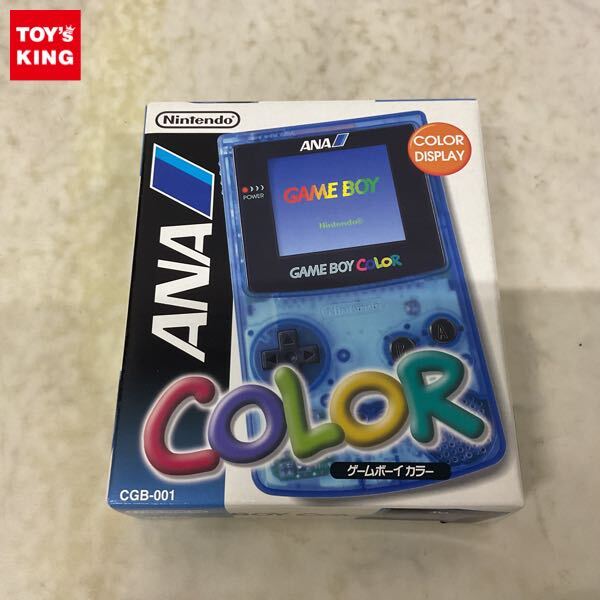 TOY'S
KING
Nintendo
ANA
ANA
COLOR
DISPLAY
POWER
GAME BOY
Nintendo®
GAME BOY COLOR
Nintendo
B
A
COLOR
ゲームボーイ カラー
CGB-001